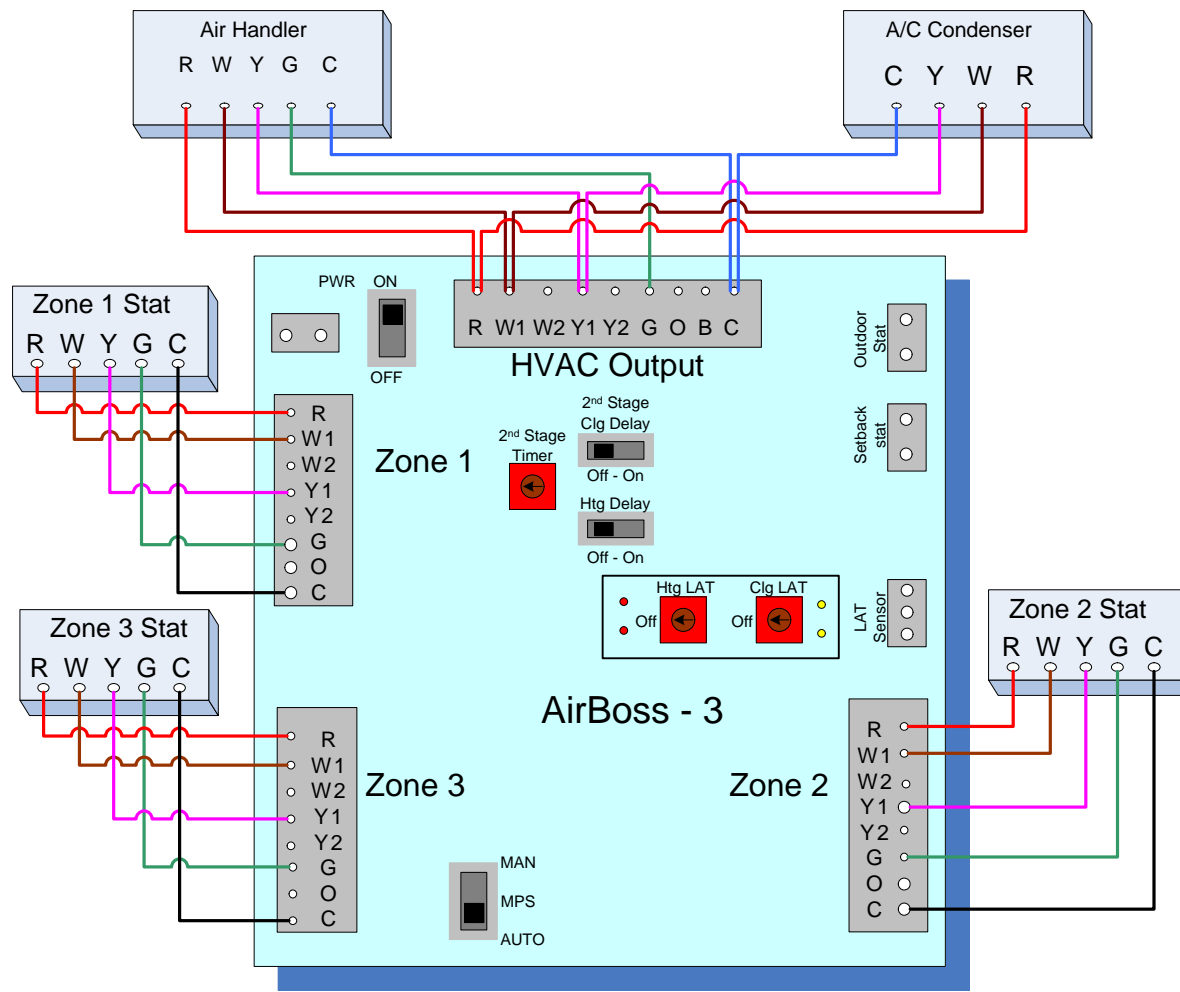 Air Handler
R W Y G C
A/C Condenser
C Y W R
PWR
ON
OFF
R W1 W2 Y1 Y2 G O B C
HVAC Output
Outdoor
Stat
Setback
stat
Zone 1 Stat
R W Y G C
R
W1
W2
Y1
Y2
G
O
C
Zone 1
2nd Stage
Timer
2nd Stage
Clg Delay
Off - On
Htg Delay
Off - On
Htg LAT
Off
Clg LAT
Off
LAT
Sensor
Zone 3 Stat
R W Y G C
Zone 2 Stat
R W Y G C
AirBoss - 3
R
W1
W2
Y1
Y2
G
O
C
Zone 3
Zone 2
R
W1
W2
Y1
Y2
G
O
C
MAN
MPS
AUTO